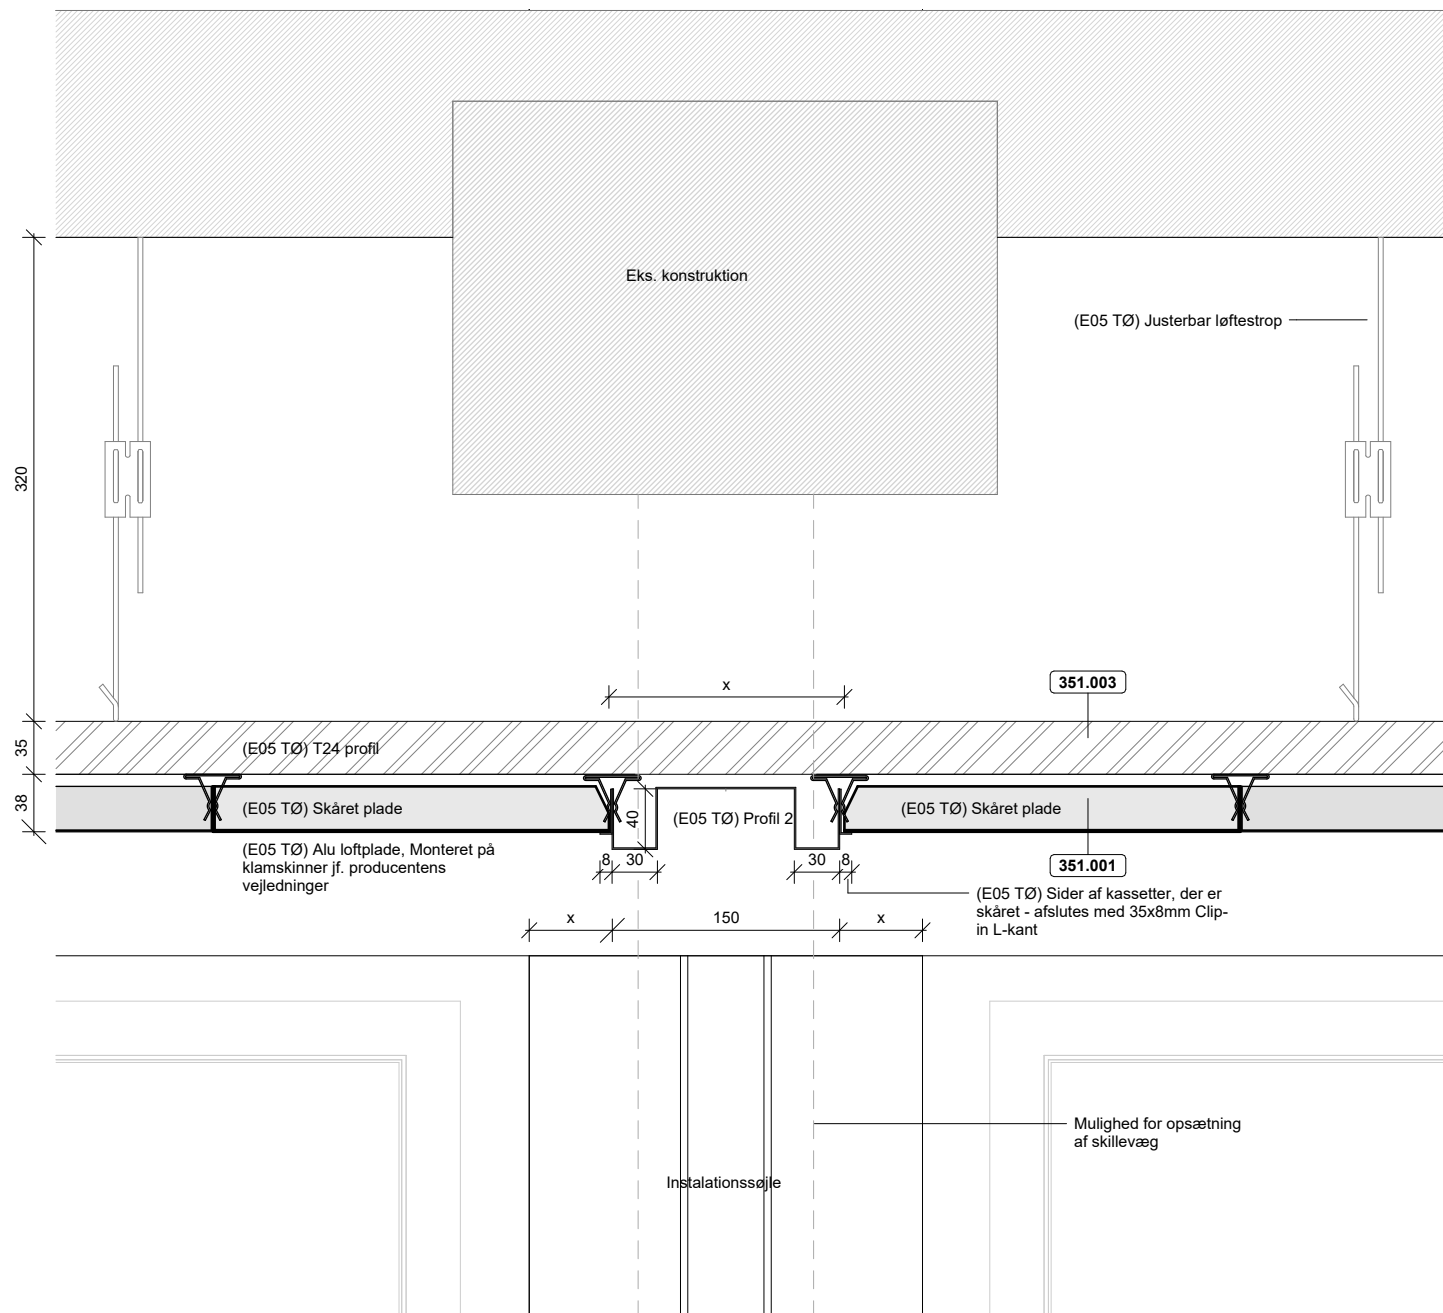 Eks. konstruktion
(E05 TØ) Justerbar løftestrop
320
x
351.003
35
(E05 TØ) T24 profil
38
(E05 TØ) Skåret plade
40
(E05 TØ) Profil 2
(E05 TØ) Skåret plade
(E05 TØ) Alu loftplade, Monteret på
klamskinner jf. producentens
vejledninger
8
30
30
8
351.001
(E05 TØ) Sider af kassetter, der er
skåret - afslutes med 35x8mm Clip-
in L-kant
x
150
x
Mulighed for opsætning
af skillevæg
Instalationssøjle